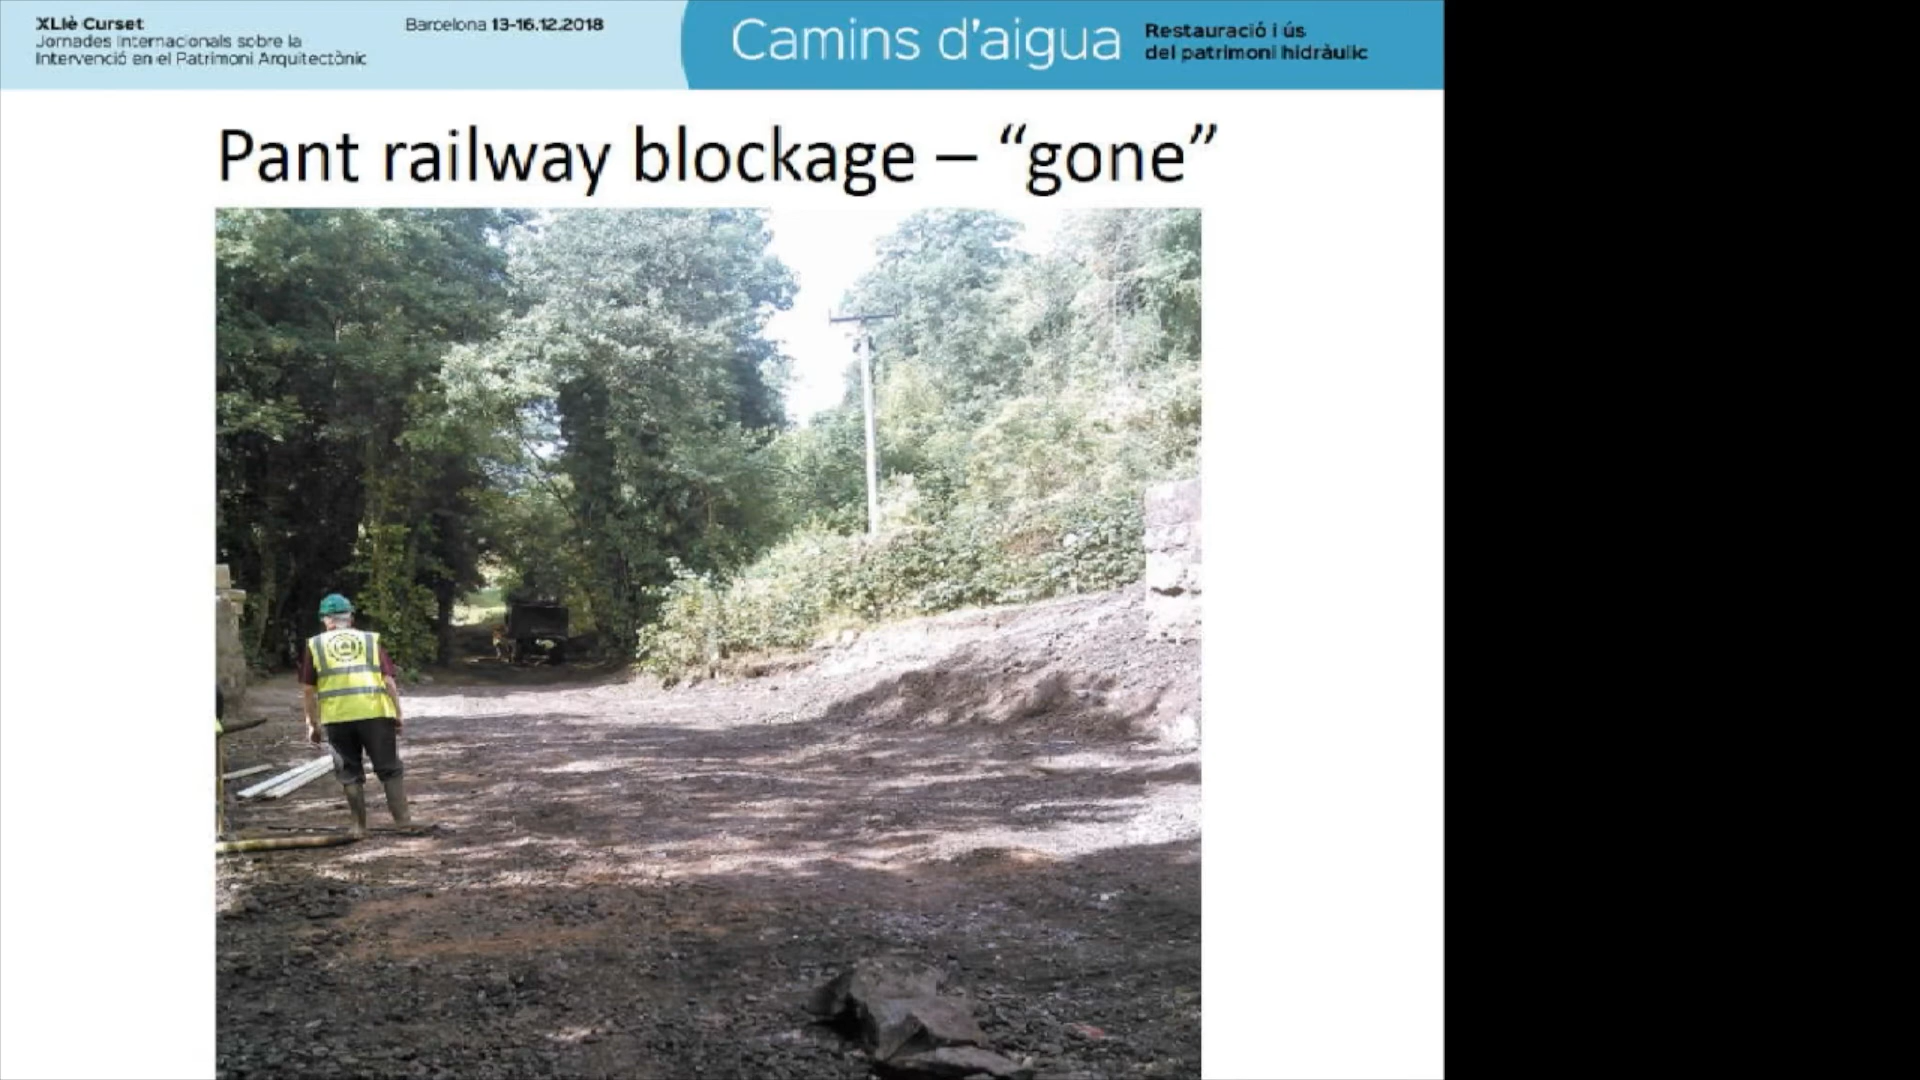 XLIè Curset
Jornades Internacionals sobre la
Intervenció en el Patrimoni Arquitectònic
Barcelona 13-16.12.2018
Camins d'aigua
Restauració i ús
del patrimoni hidràulic
Pant railway blockage – “gone”